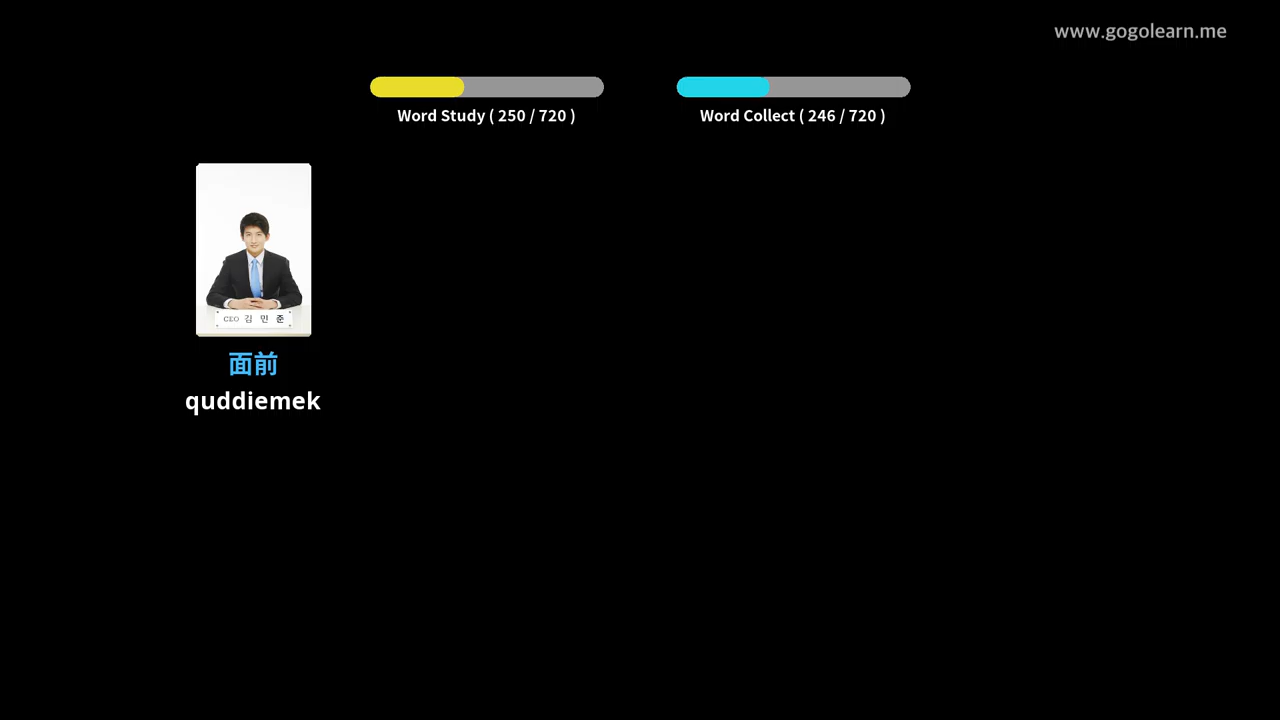 www.gogolearn.me
Word Study ( 250 / 720 )
Word Collect ( 246 / 720 )
CEO 김 민 준
面前
quddiemek